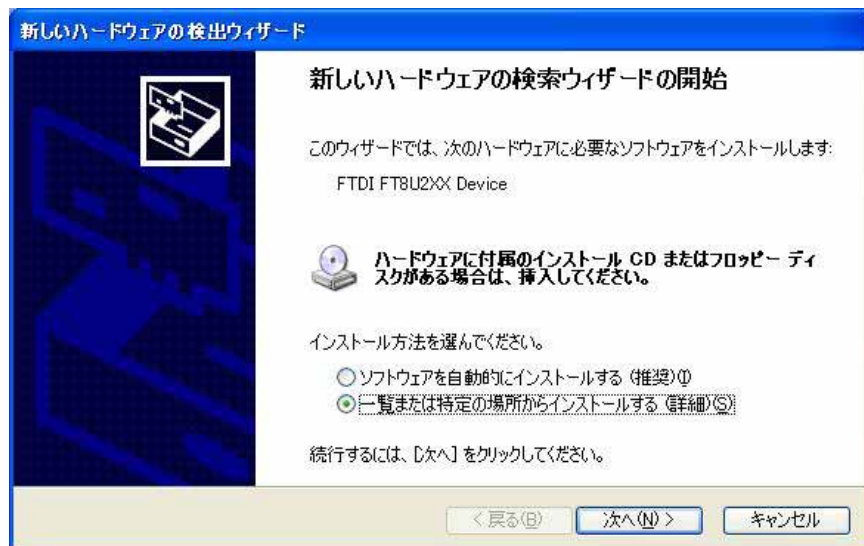 新しいハードウェアの検出ウィザード
新しいハードウェアの検索ウィザードの開始
このウィザードでは、次のハードウェアに必要なソフトウェアをインストールします:
FTDI FT8U2XX Device
ハードウェアに付属のインストール CD またはフロッピー ディ
スクがある場合は、挿入してください。
インストール方法を選んでください。
ソフトウェアを自動的にインストールする (推奨)(I)
一覧または特定の場所からインストールする (詳細)(S)
続行するには、[次へ] をクリックしてください。
< 戻る(B)
次へ(N) >
キャンセル